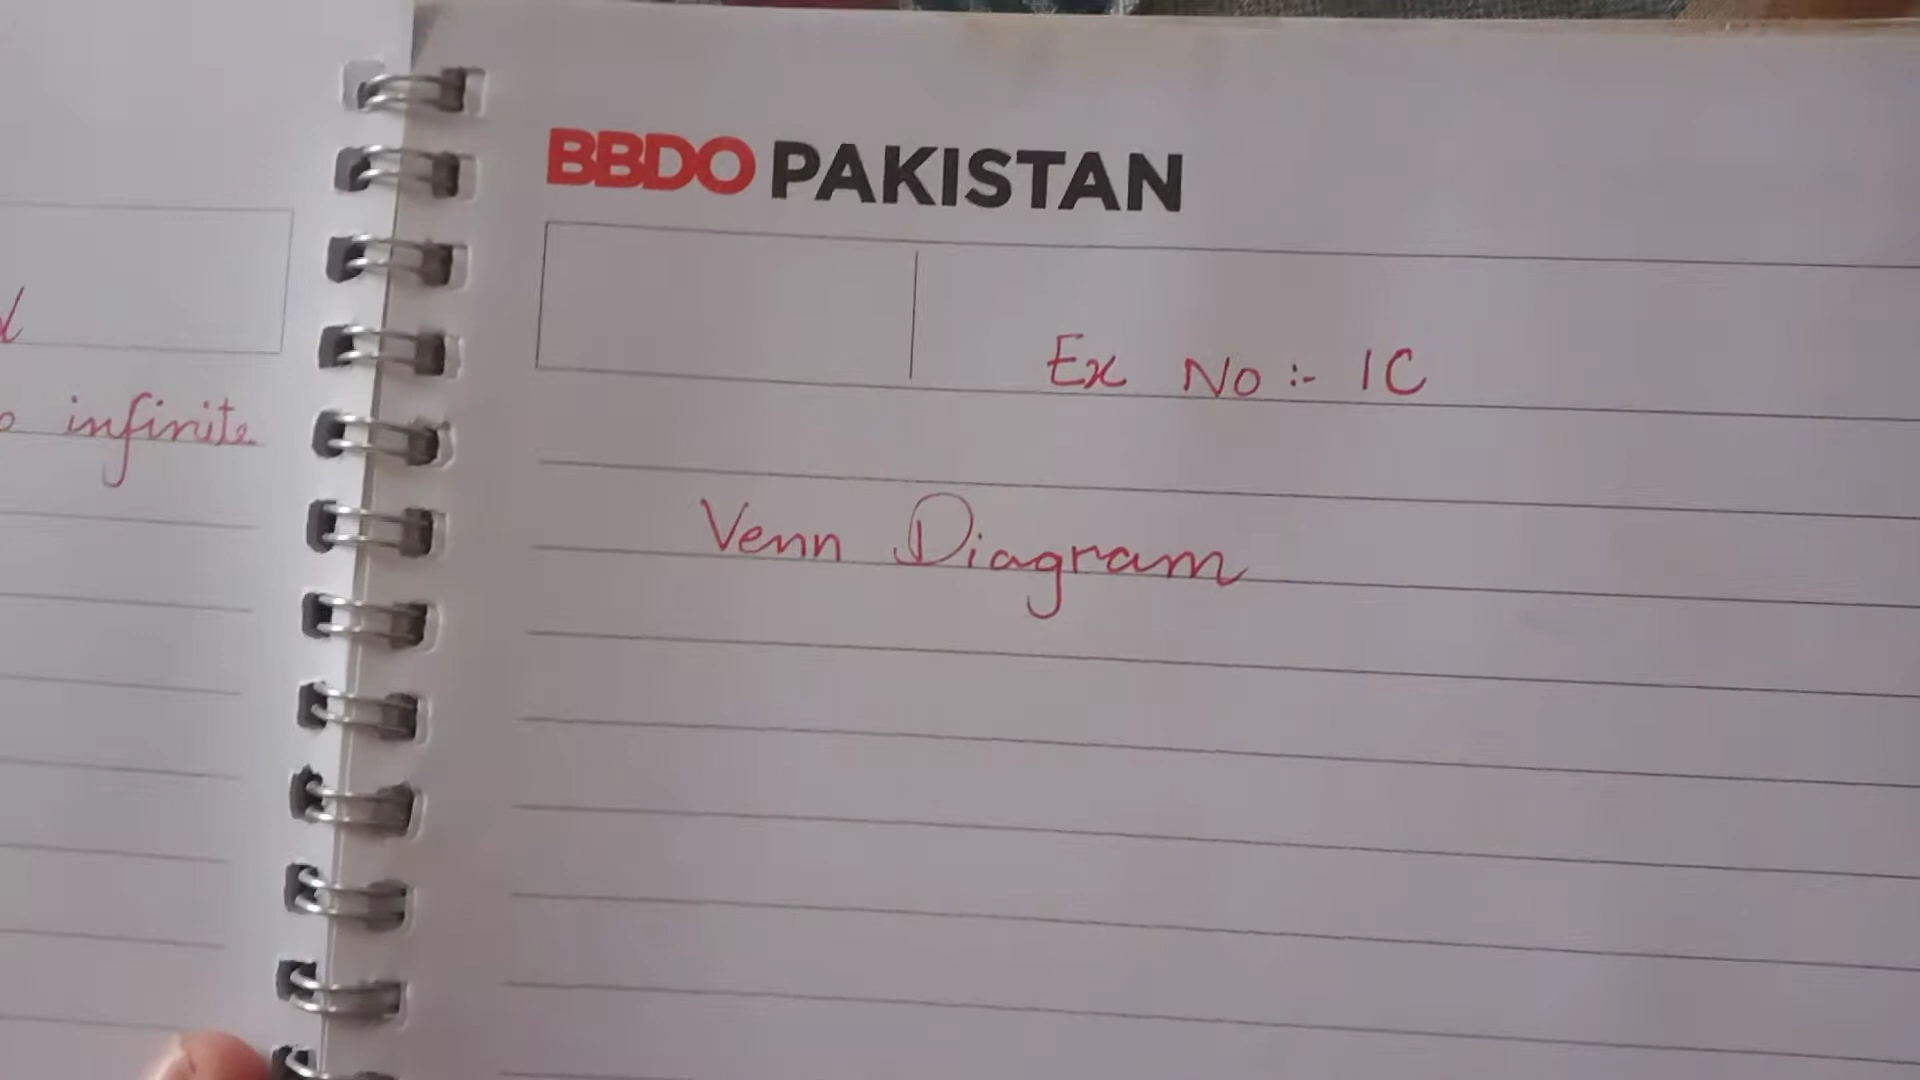 infinite
BBDO PAKISTAN
Ex No :- 1C
Venn Diagram